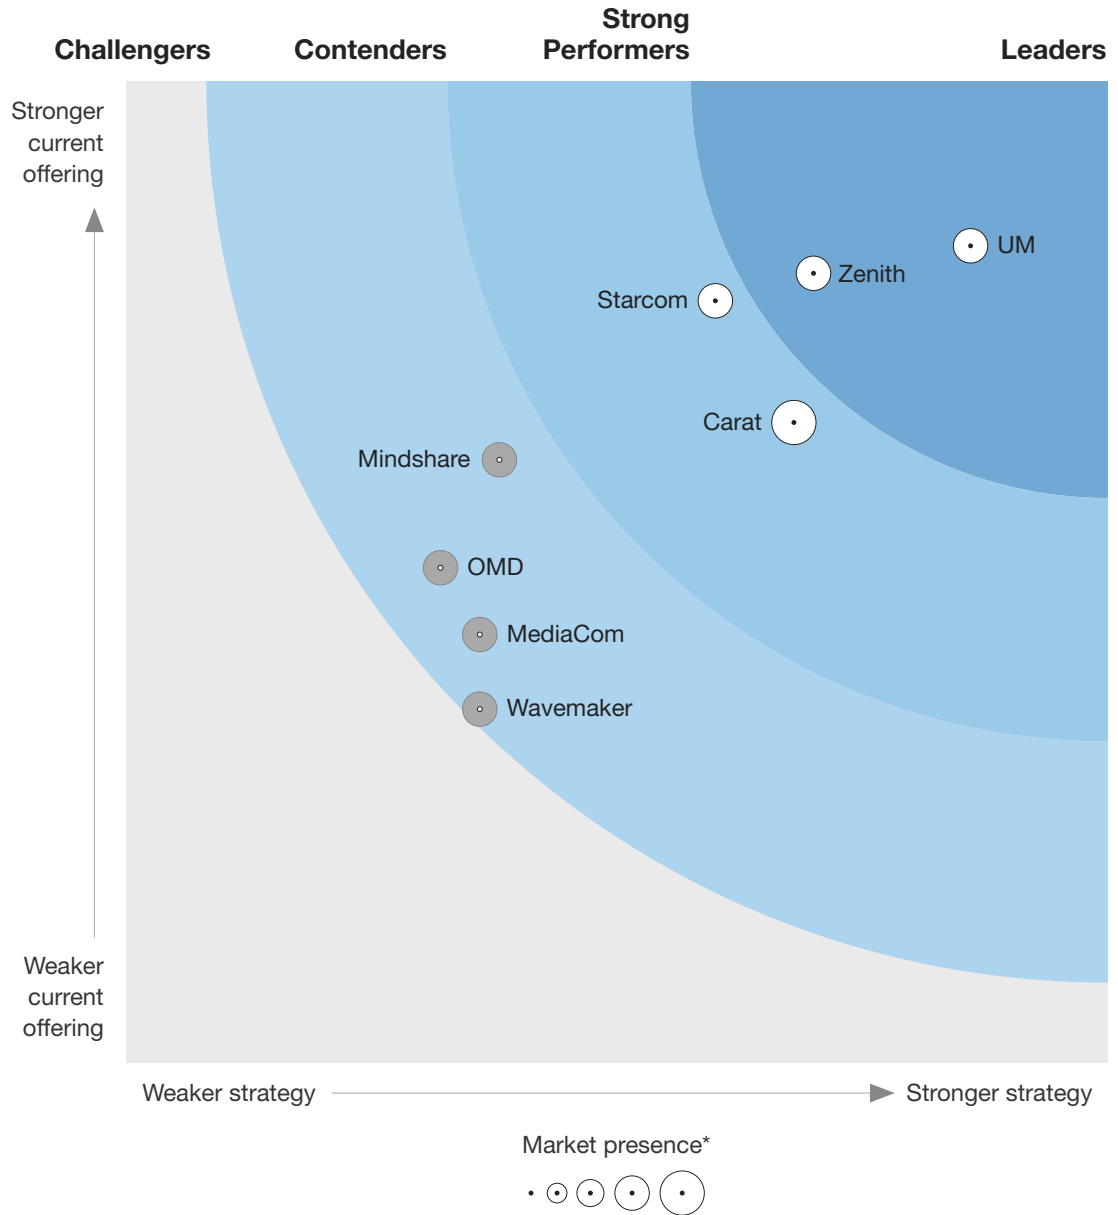 Challengers
Contenders
Strong
Performers
Leaders
Stronger
current
offering
UM
Zenith
Starcom
Carat
Mindshare
OMD
MediaCom
Wavemaker
Weaker
current
offering
Weaker strategy
Stronger strategy
Market presence*